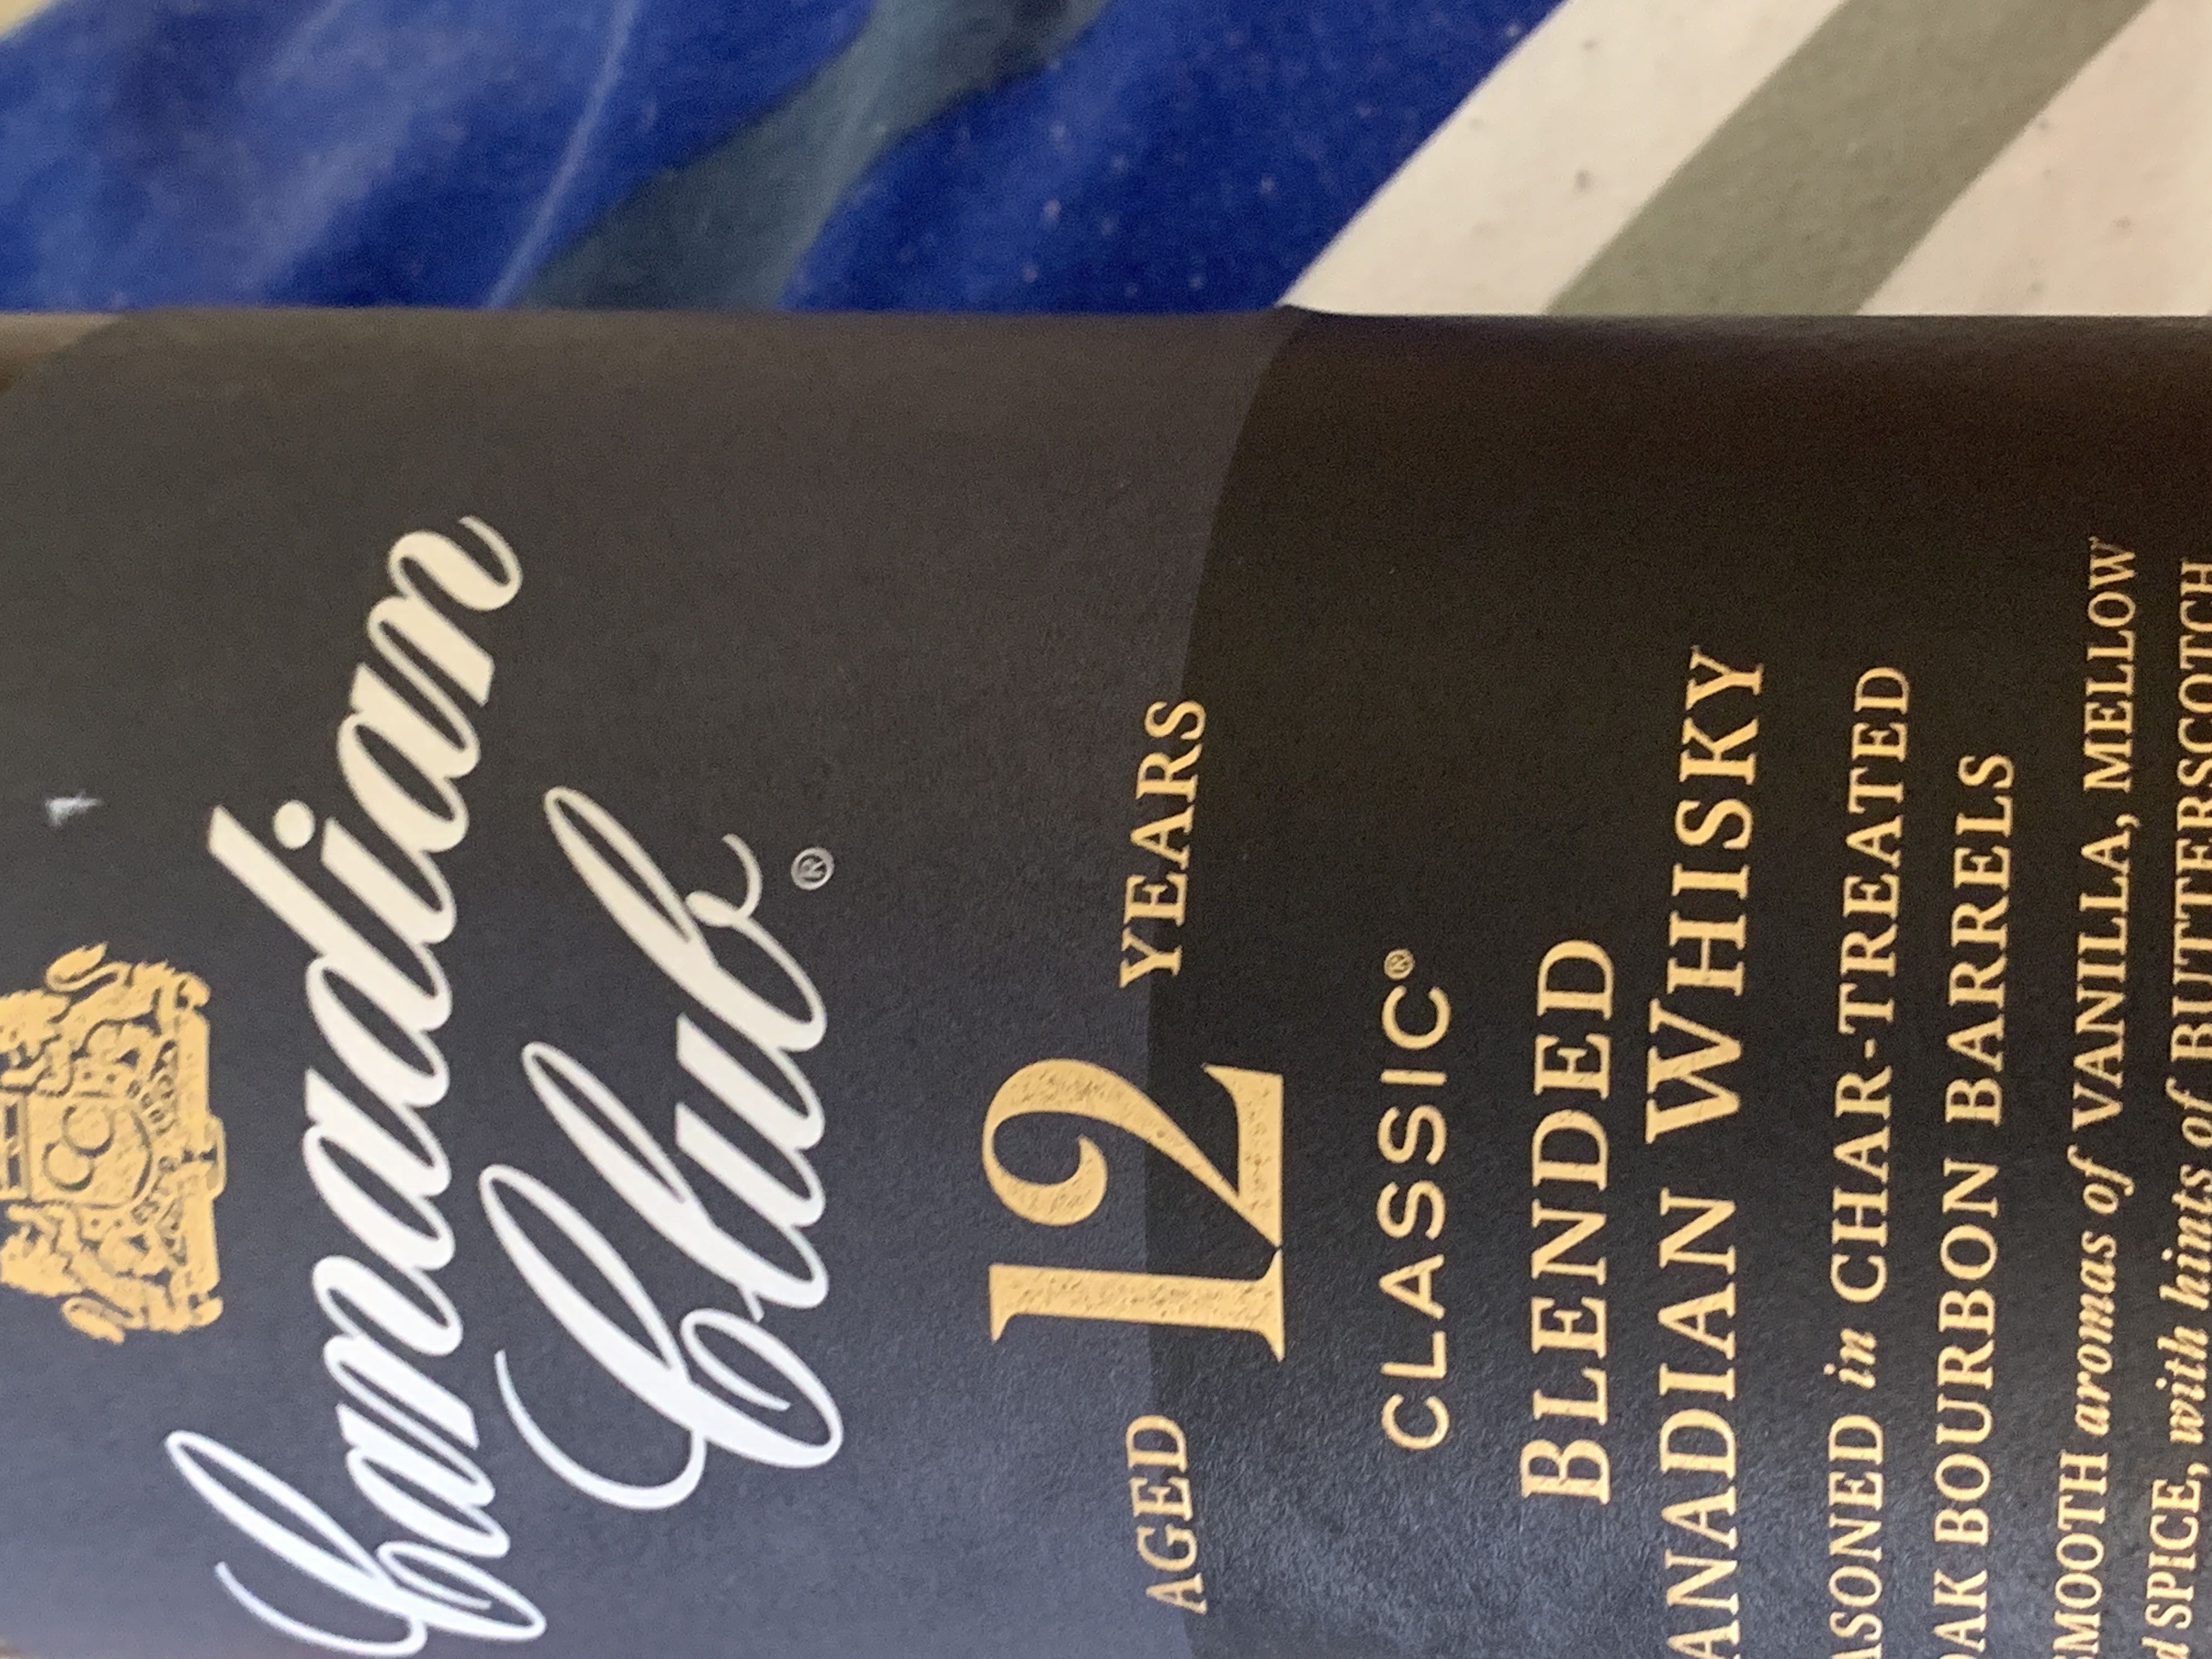 CC
Canadian
Club®
AGED 12 YEARS
CLASSIC®
BLENDED
ANADIAN WHISKY
ASONED in CHAR-TREATED
OAK BOURBON BARRELS
SMOOTH aromas of VANILLA, MELLOW
d SPICE, with hints of BUTTERSCOTCH